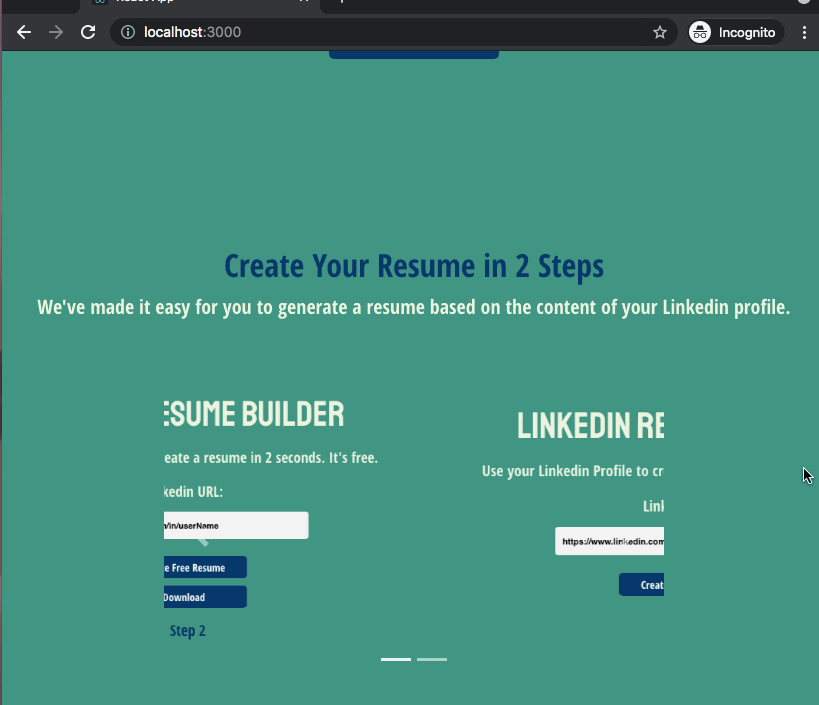 localhost:3000
Incognito
Create Your Resume in 2 Steps
We've made it easy for you to generate a resume based on the content of your Linkedin profile.
ESUME BUILDER
eate a resume in 2 seconds. It's free.
kedin URL:
/in/userName
e Free Resume
Download
Step 2
LINKEDIN RE
Use your Linkedin Profile to cr
Link
https://www.linkedin.com
Creat